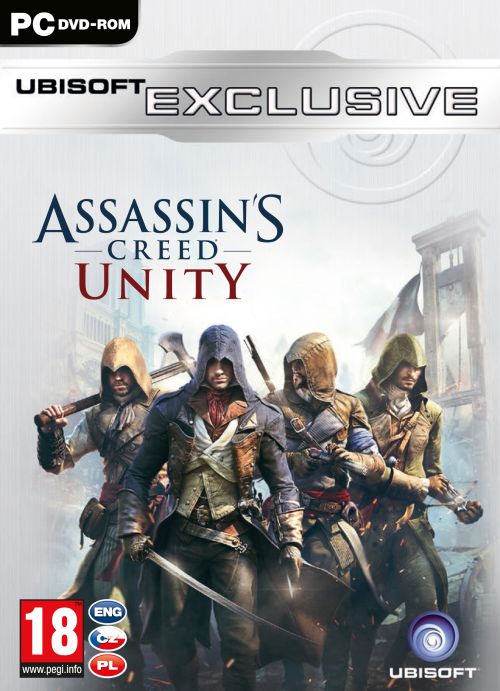 PC DVD-ROM
UBISOFT EXCLUSIVE
ASSASSIN'S
CREED
UNITY
18
www.pegi.info
ENG
CZ
PL
UBISOFT